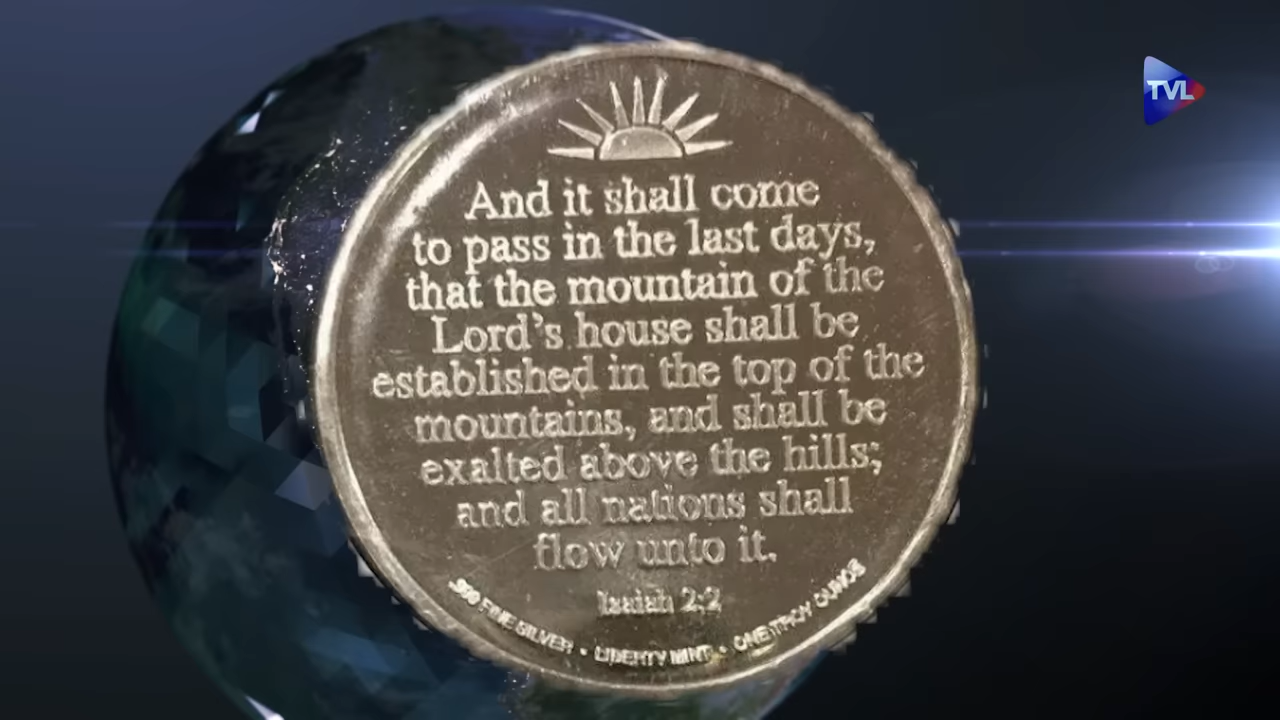 TVL
And it shall come
to pass in the last days,
that the mountain of the
Lord's house shall be
established in the top of the
mountains, and shall be
exalted above the hills;
and all nations shall
flow unto it.
Isaiah 2:2
.999 FINE SILVER • LIBERTY MINT • ONE TROY OUNCE